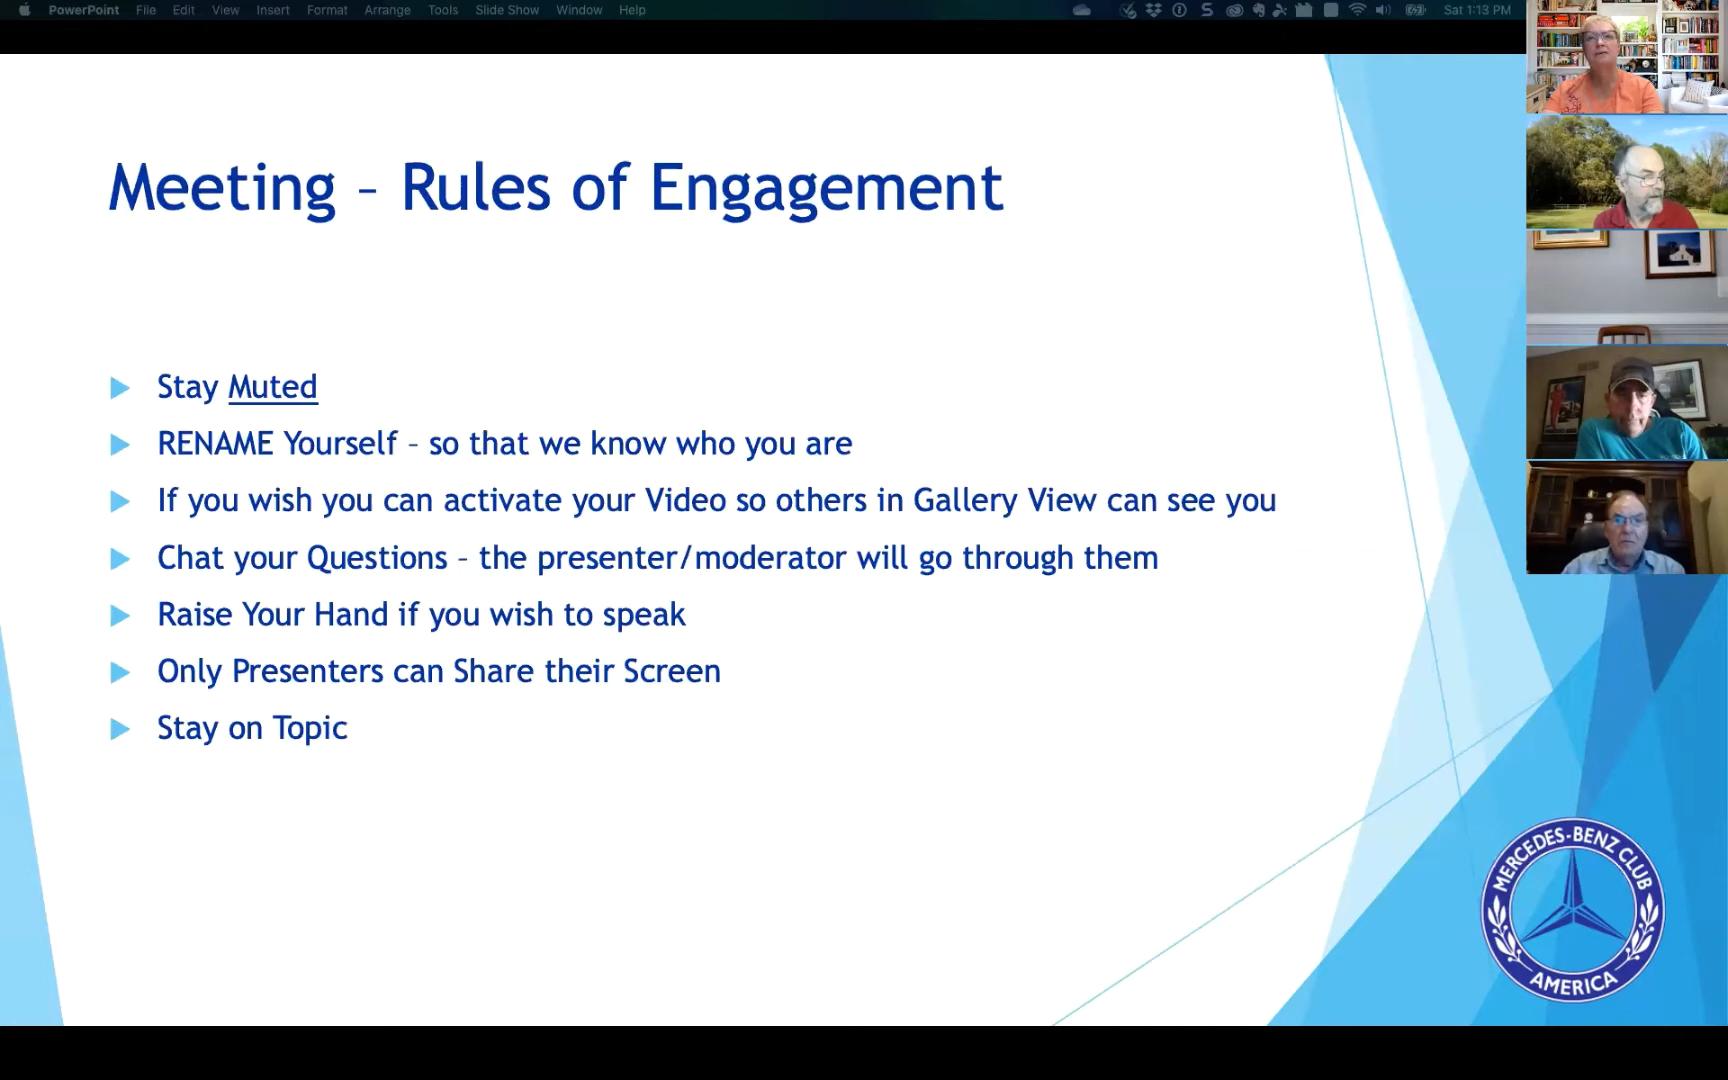 PowerPoint File Edit View Insert Format Arrange Tools Slide Show Window Help Sat 1:13 PM
Meeting – Rules of Engagement
Stay Muted
RENAME Yourself – so that we know who you are
If you wish you can activate your Video so others in Gallery View can see you
Chat your Questions – the presenter/moderator will go through them
Raise Your Hand if you wish to speak
Only Presenters can Share their Screen
Stay on Topic
MERCEDES-BENZ CLUB
AMERICA